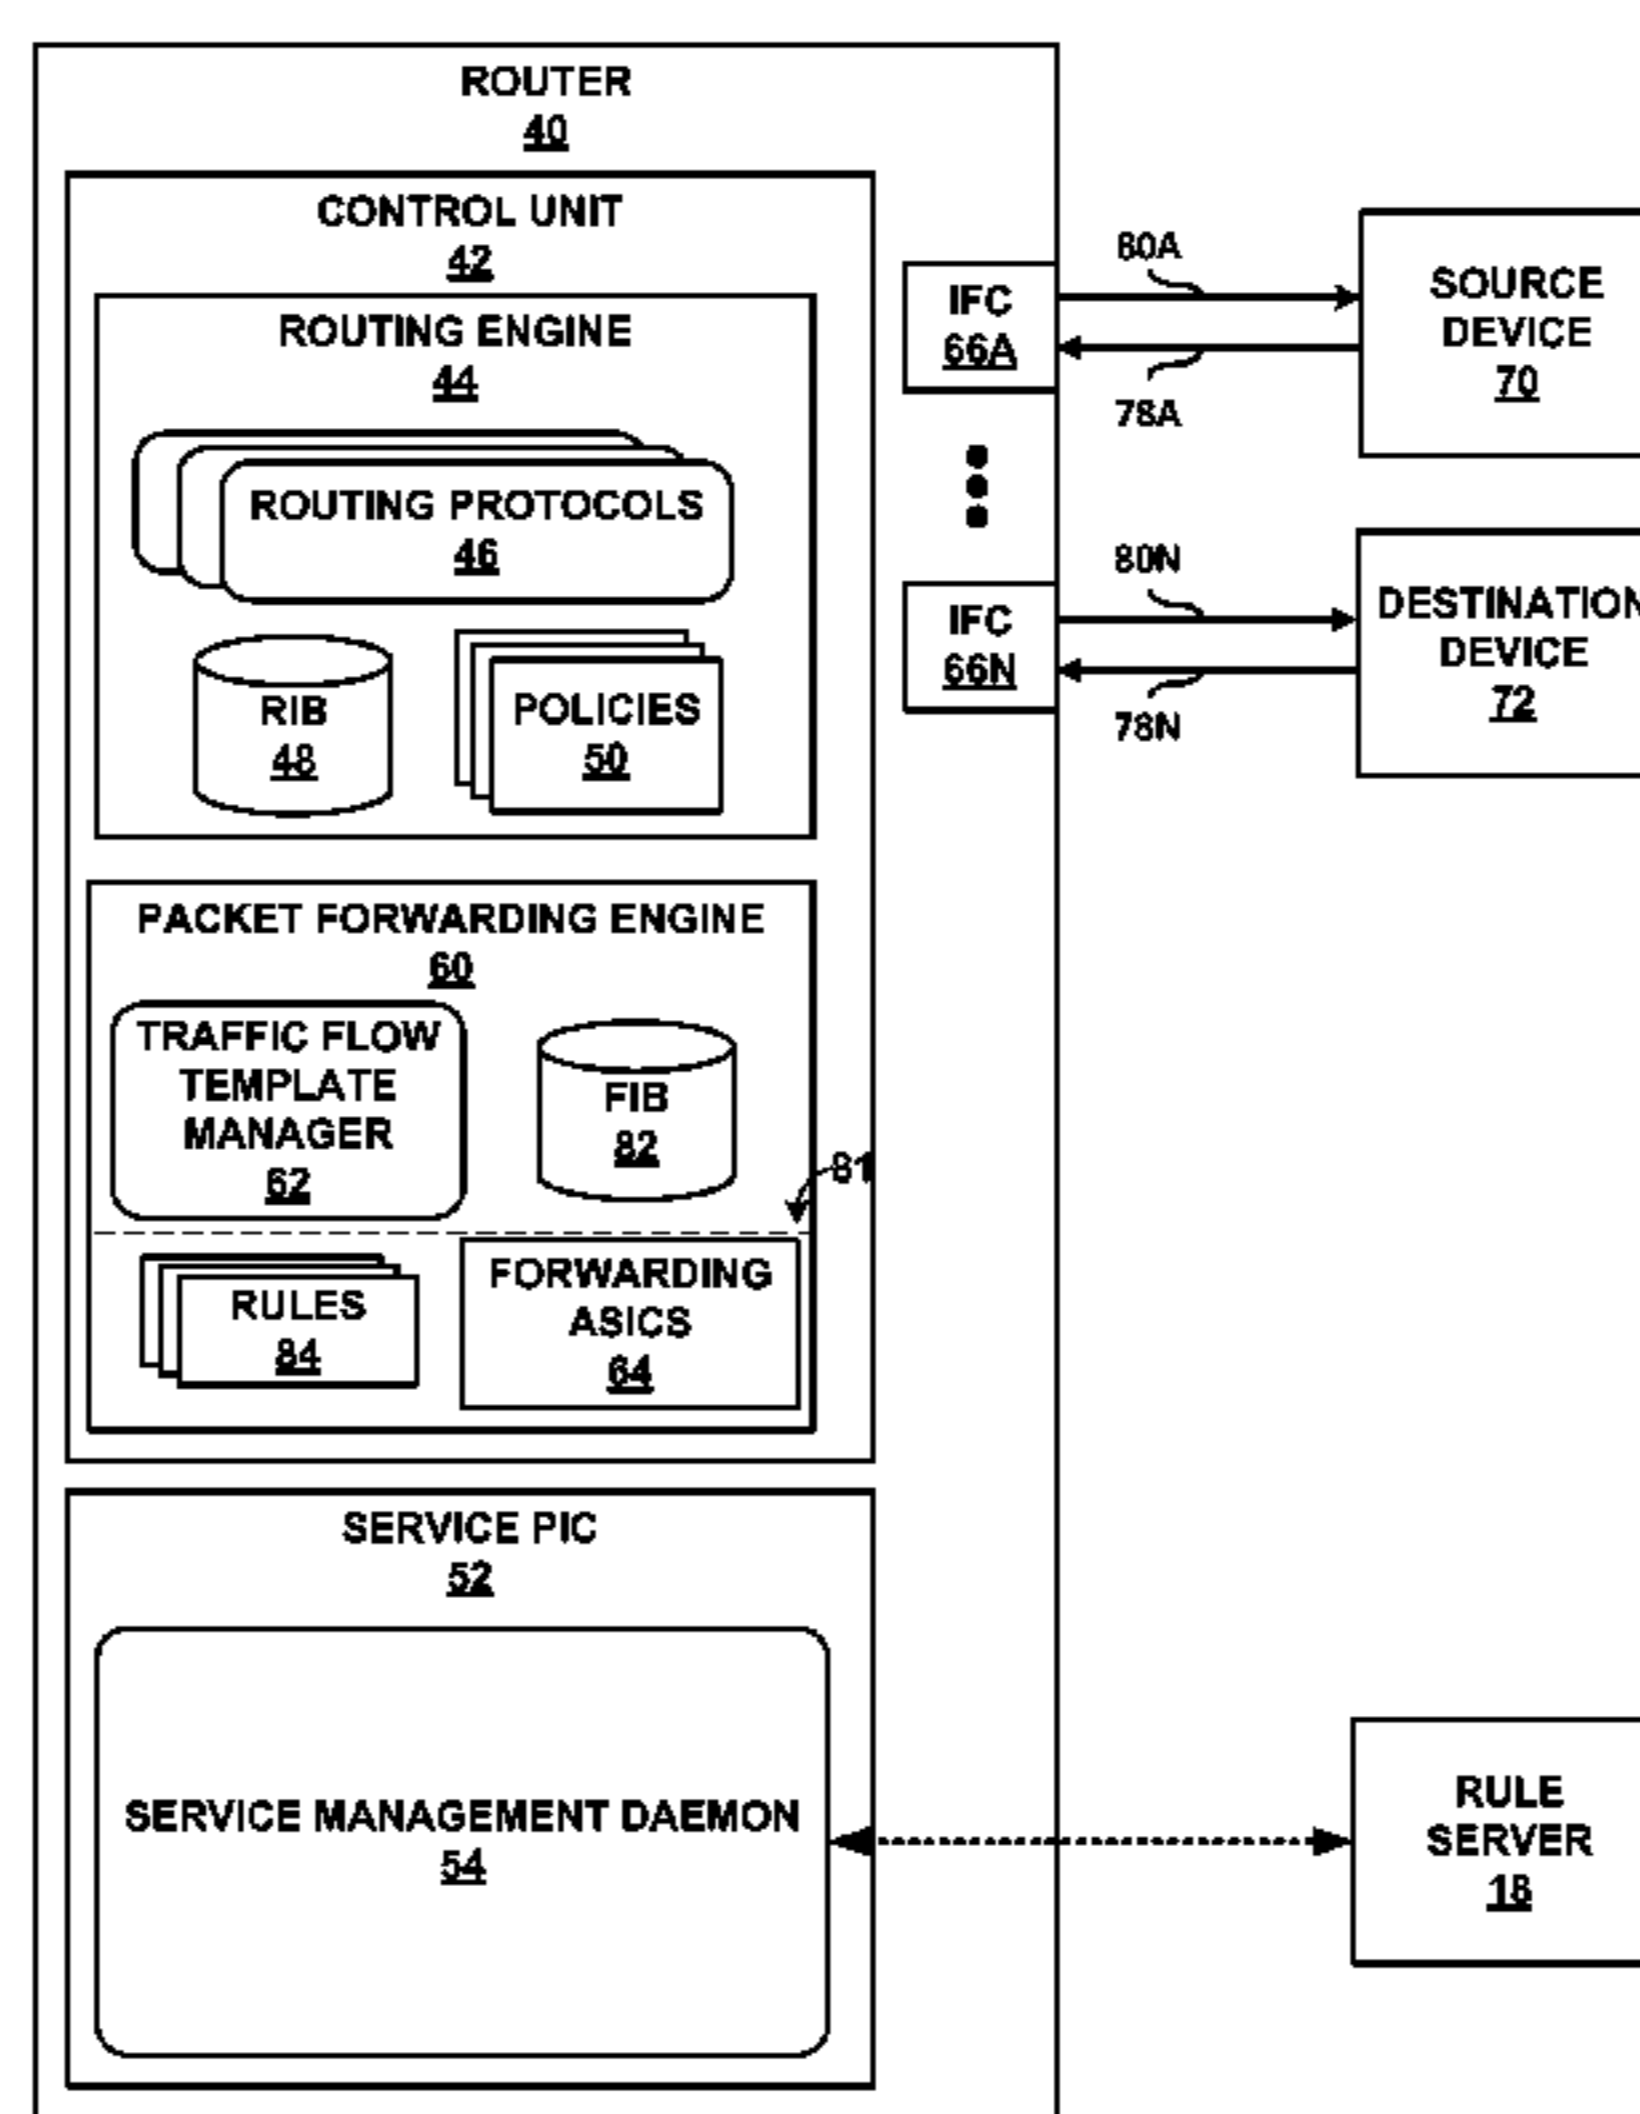 ROUTER
40
CONTROL UNIT
42
ROUTING ENGINE
44
ROUTING PROTOCOLS
46
RIB
48
POLICIES
50
PACKET FORWARDING ENGINE
60
TRAFFIC FLOW
TEMPLATE
MANAGER
62
FIB
82
81
RULES
84
FORWARDING
ASICS
64
SERVICE PIC
52
SERVICE MANAGEMENT DAEMON
54
IFC
66A
80A
78A
SOURCE
DEVICE
70
IFC
66N
80N
78N
DESTINATION
DEVICE
72
RULE
SERVER
18